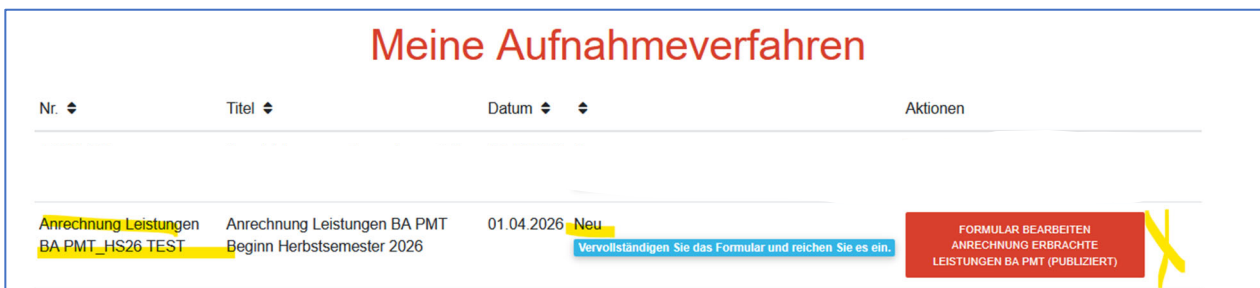 Meine Aufnahmeverfahren
Nr. Titel Datum Aktionen
Anrechnung Leistungen Anrechnung Leistungen BA PMT 01.04.2026 Neu
BA PMT_HS26 TEST Beginn Herbstsemester 2026 Vervollständigen Sie das Formular und reichen Sie es ein.
FORMULAR BEARBEITEN
ANRECHNUNG ERBRACHTE
LEISTUNGEN BA PMT (PUBLIZIERT)